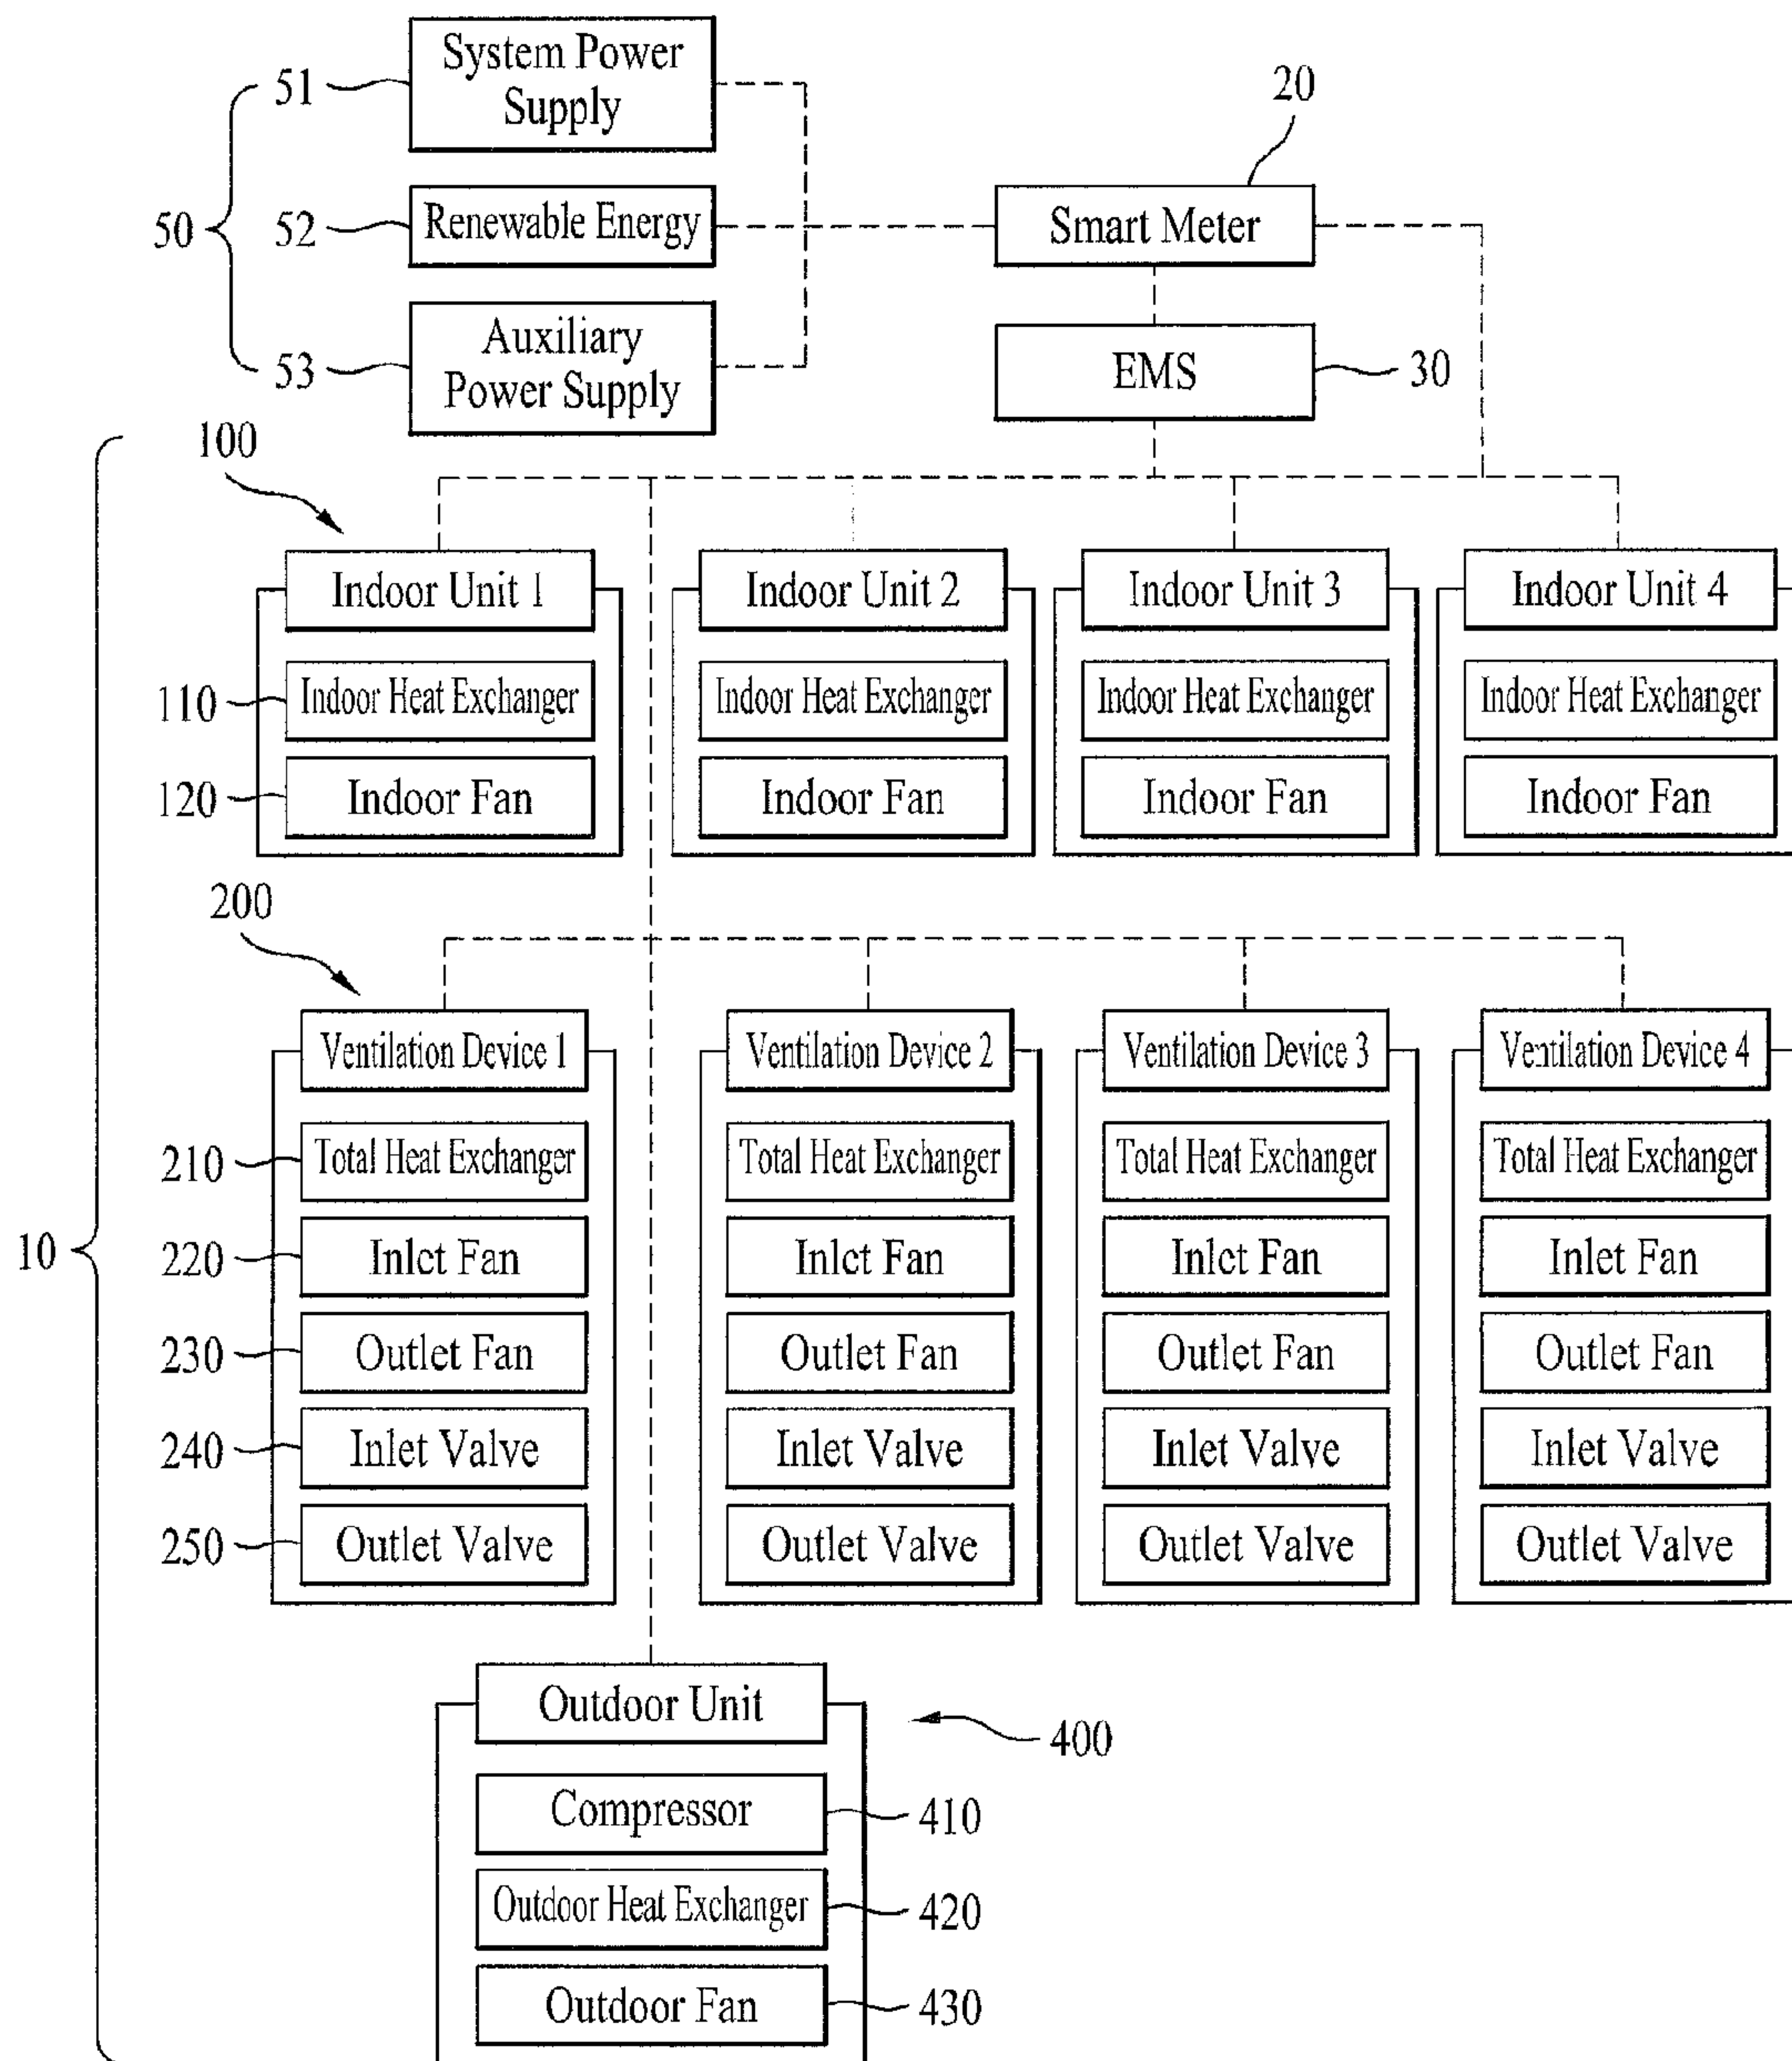 System Power
Supply
51
20
50
52
Renewable Energy
Smart Meter
Auxiliary
Power Supply
53
EMS
30
100
Indoor Unit 1
Indoor Unit 2
Indoor Unit 3
Indoor Unit 4
110
Indoor Heat Exchanger
Indoor Heat Exchanger
Indoor Heat Exchanger
Indoor Heat Exchanger
120
Indoor Fan
Indoor Fan
Indoor Fan
Indoor Fan
200
Ventilation Device 1
Ventilation Device 2
Ventilation Device 3
Ventilation Device 4
210
Total Heat Exchanger
Total Heat Exchanger
Total Heat Exchanger
Total Heat Exchanger
10
220
Inlet Fan
Inlet Fan
Inlet Fan
Inlet Fan
230
Outlet Fan
Outlet Fan
Outlet Fan
Outlet Fan
240
Inlet Valve
Inlet Valve
Inlet Valve
Inlet Valve
250
Outlet Valve
Outlet Valve
Outlet Valve
Outlet Valve
Outdoor Unit
400
Compressor
410
Outdoor Heat Exchanger
420
Outdoor Fan
430